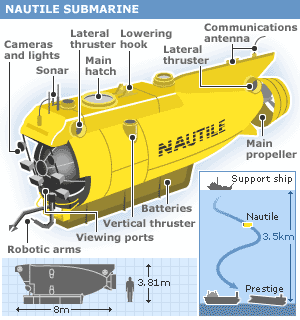 NAUTILE SUBMARINE
Cameras
and lights
Sonar
Lateral
thruster
Main
hatch
Lowering
hook
Lateral
thruster
Communications
antenna
NAUTILE
Main
propeller
Batteries
Vertical thruster
Viewing ports
Robotic arms
3.81m
8m
Support ship
Nautile
3.5km
Prestige